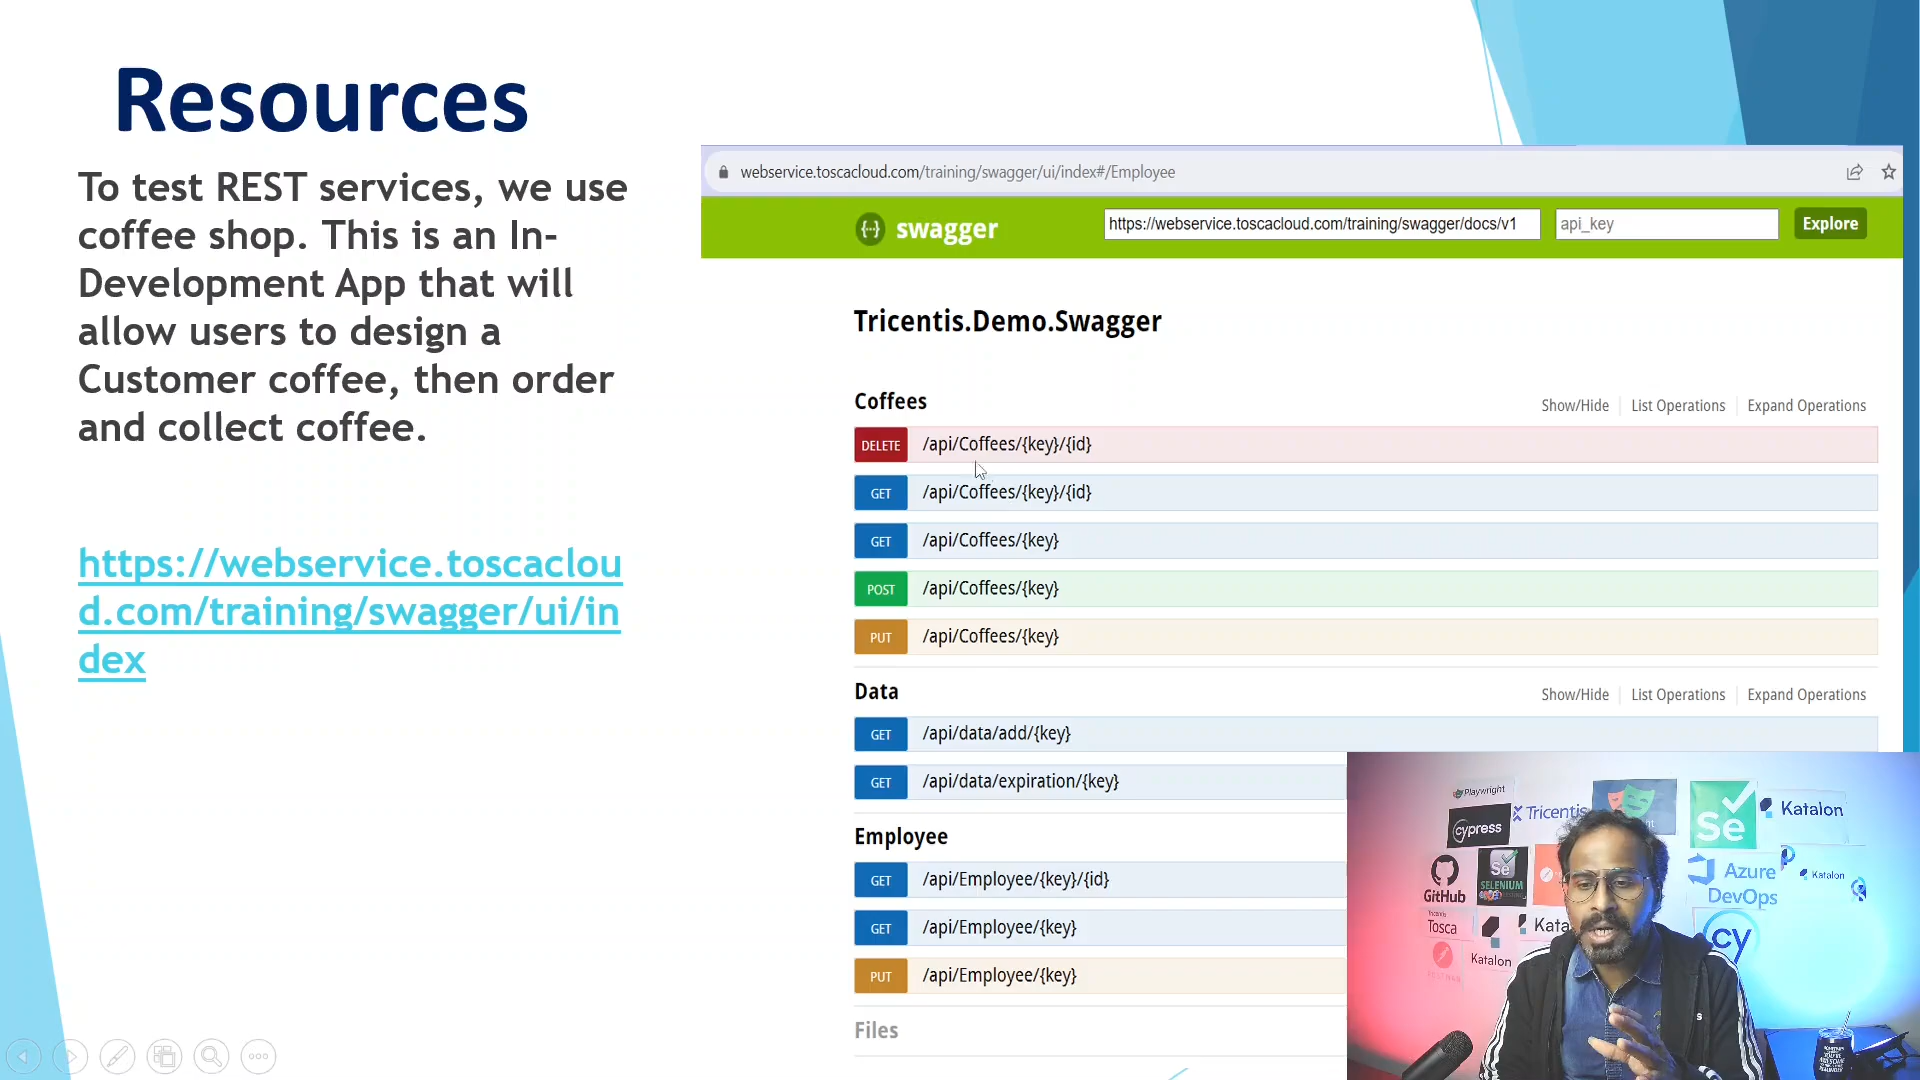 Resources
To test REST services, we use
coffee shop. This is an In-
Development App that will
allow users to design a
Customer coffee, then order
and collect coffee.
https://webservice.toscaclou
d.com/training/swagger/ui/in
dex
webservice.toscacloud.com/training/swagger/ui/index#/Employee
{···} swagger
https://webservice.toscacloud.com/training/swagger/docs/v1
api_key
Explore
Tricentis.Demo.Swagger
Coffees
Show/Hide List Operations Expand Operations
DELETE /api/Coffees/{key}/{id}
GET /api/Coffees/{key}/{id}
GET /api/Coffees/{key}
POST /api/Coffees/{key}
PUT /api/Coffees/{key}
Data
Show/Hide List Operations Expand Operations
GET /api/data/add/{key}
GET /api/data/expiration/{key}
Employee
GET /api/Employee/{key}/{id}
GET /api/Employee/{key}
PUT /api/Employee/{key}
Files
Playwright
cypress
Tricentis
Se
Katalon
GitHub
Se
SELENIUM
Azure
DevOps
Katalon
Tricentis
Tosca
Kata
Katalon
cy